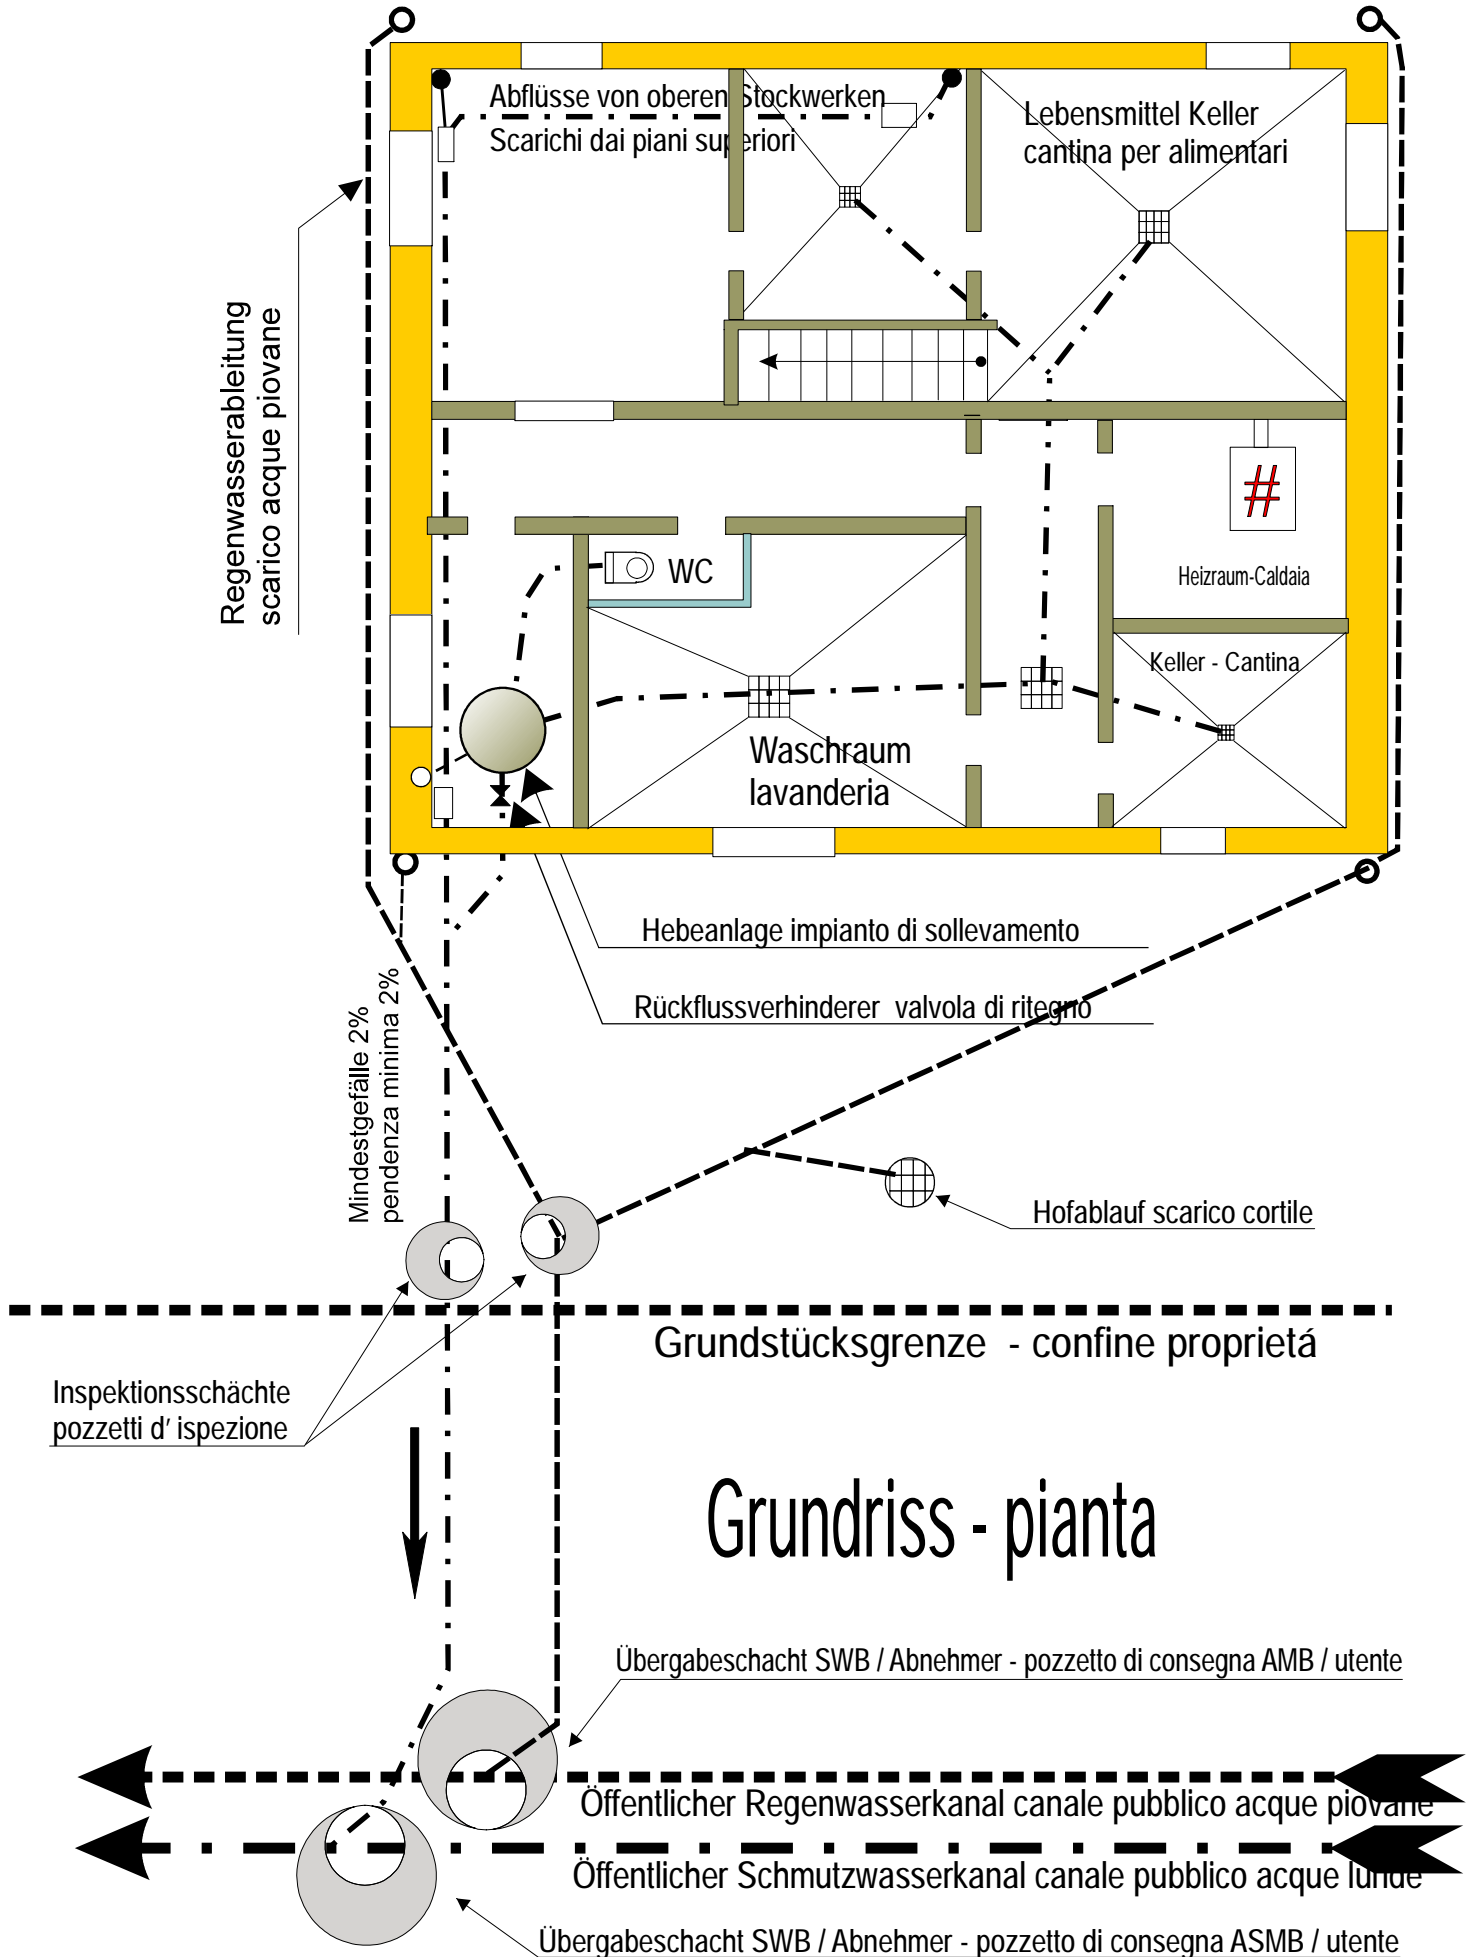 Abflüsse von oberen Stockwerken
Scarichi dai piani superiori
Lebensmittel Keller
cantina per alimentari
Regenwasserableitung
scarico acque piovane
#
WC
Heizraum-Caldaia
Keller - Cantina
Waschraum
lavanderia
Hebeanlage impianto di sollevamento
Rückflussverhinderer valvola di ritegno
Mindestgefälle 2%
pendenza minima 2%
Hofablauf scarico cortile
Grundstücksgrenze - confine proprietá
Inspektionsschächte
pozzetti d' ispezione
Grundriss - pianta
Übergabeschacht SWB / Abnehmer - pozzetto di consegna AMB / utente
Öffentlicher Regenwasserkanal canale pubblico acque piovane
Öffentlicher Schmutzwasserkanal canale pubblico acque luride
Übergabeschacht SWB / Abnehmer - pozzetto di consegna ASMB / utente